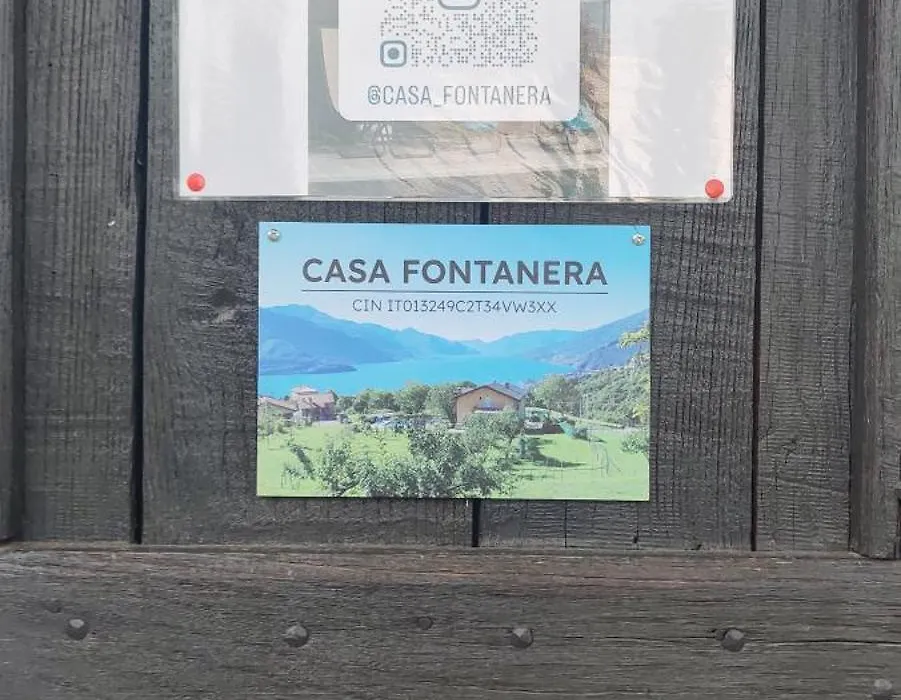 @CASA_FONTANERA
CASA FONTANERA
CIN IT013249C2T34VW3XX